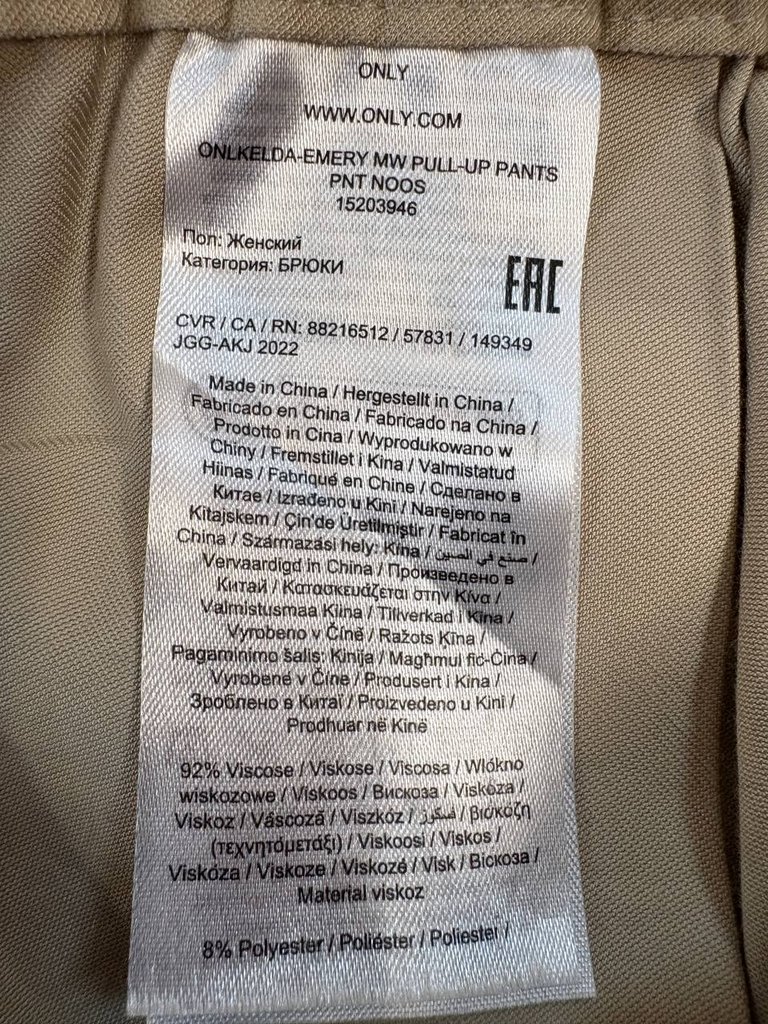 ONLY
WWW.ONLY.COM
ONLKELDA-EMERY MW PULL-UP PANTS
PNT NOOS
15203946
Пол: Женский
Категория: БРЮКИ
EAC
CVR / CA / RN: 88216512 / 57831 / 149349
JGG-AKJ 2022
Made in China / Hergestellt in China /
Fabricado en China / Fabricado na China /
Prodotto in Cina / Wyprodukowano w
Chiny / Fremstillet i Kina / Valmistatud
Hiinas / Fabriqué en Chine / Сделано в
Китае / Izrađeno u Kini / Narejeno na
Kitajskem / Çin'de Üretilmiştir / Fabricat în
China / Származási hely: Kína / صنع في الصين /
Vervaardigd in China / Произведено в
Китай / Κατασκευάζεται στην Κίνα /
Valmistusmaa Kiina / Tillverkad i Kina /
Vyrobeno v Číně / Ražots Ķīna /
Pagaminimo šalis: Kinija / Magħmul fiċ-Ċina /
Vyrobené v Číne / Produsert i Kina /
Зроблено в Китаї / Proizvedeno u Kini /
Prodhuar në Kinë
92% Viscose / Viskose / Viscosa / Włókno
wiskozowe / Viskoos / Вискоза / Viskoza /
Viskoz / Vâscoză / Viszkóz / فسكوز / βισκόζη
(τεχνητόμετάξι) / Viskoosi / Viskos /
Viskóza / Viskoze / Viskozė / Visk / Віскоза /
Material viskoz
8% Polyester / Poliéster / Poliester /